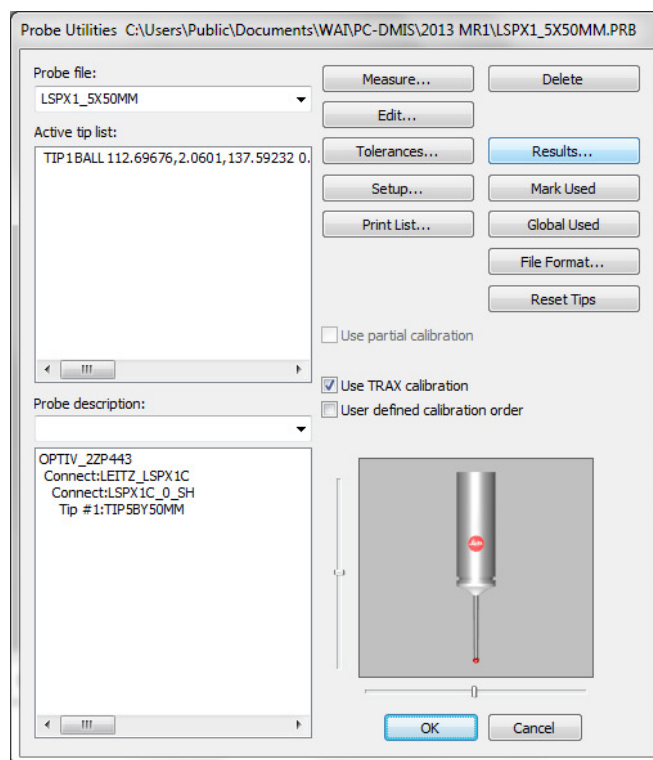 Probe Utilities C:\Users\Public\Documents\WAI\PC-DMIS\2013 MR1\LSPX1_5X50MM.PRB
Probe file:
LSPX1_5X50MM
Active tip list:
TIP1BALL 112.69676,2.0601,137.59232 0.
Measure...
Delete
Edit...
Tolerances...
Results...
Setup...
Mark Used
Print List...
Global Used
File Format...
Reset Tips
Use partial calibration
Use TRAX calibration
User defined calibration order
Probe description:
OPTIV_2ZP443
Connect:LEITZ_LSPX1C
Connect:LSPX1C_0_SH
Tip #1:TIP5BY50MM
OK
Cancel